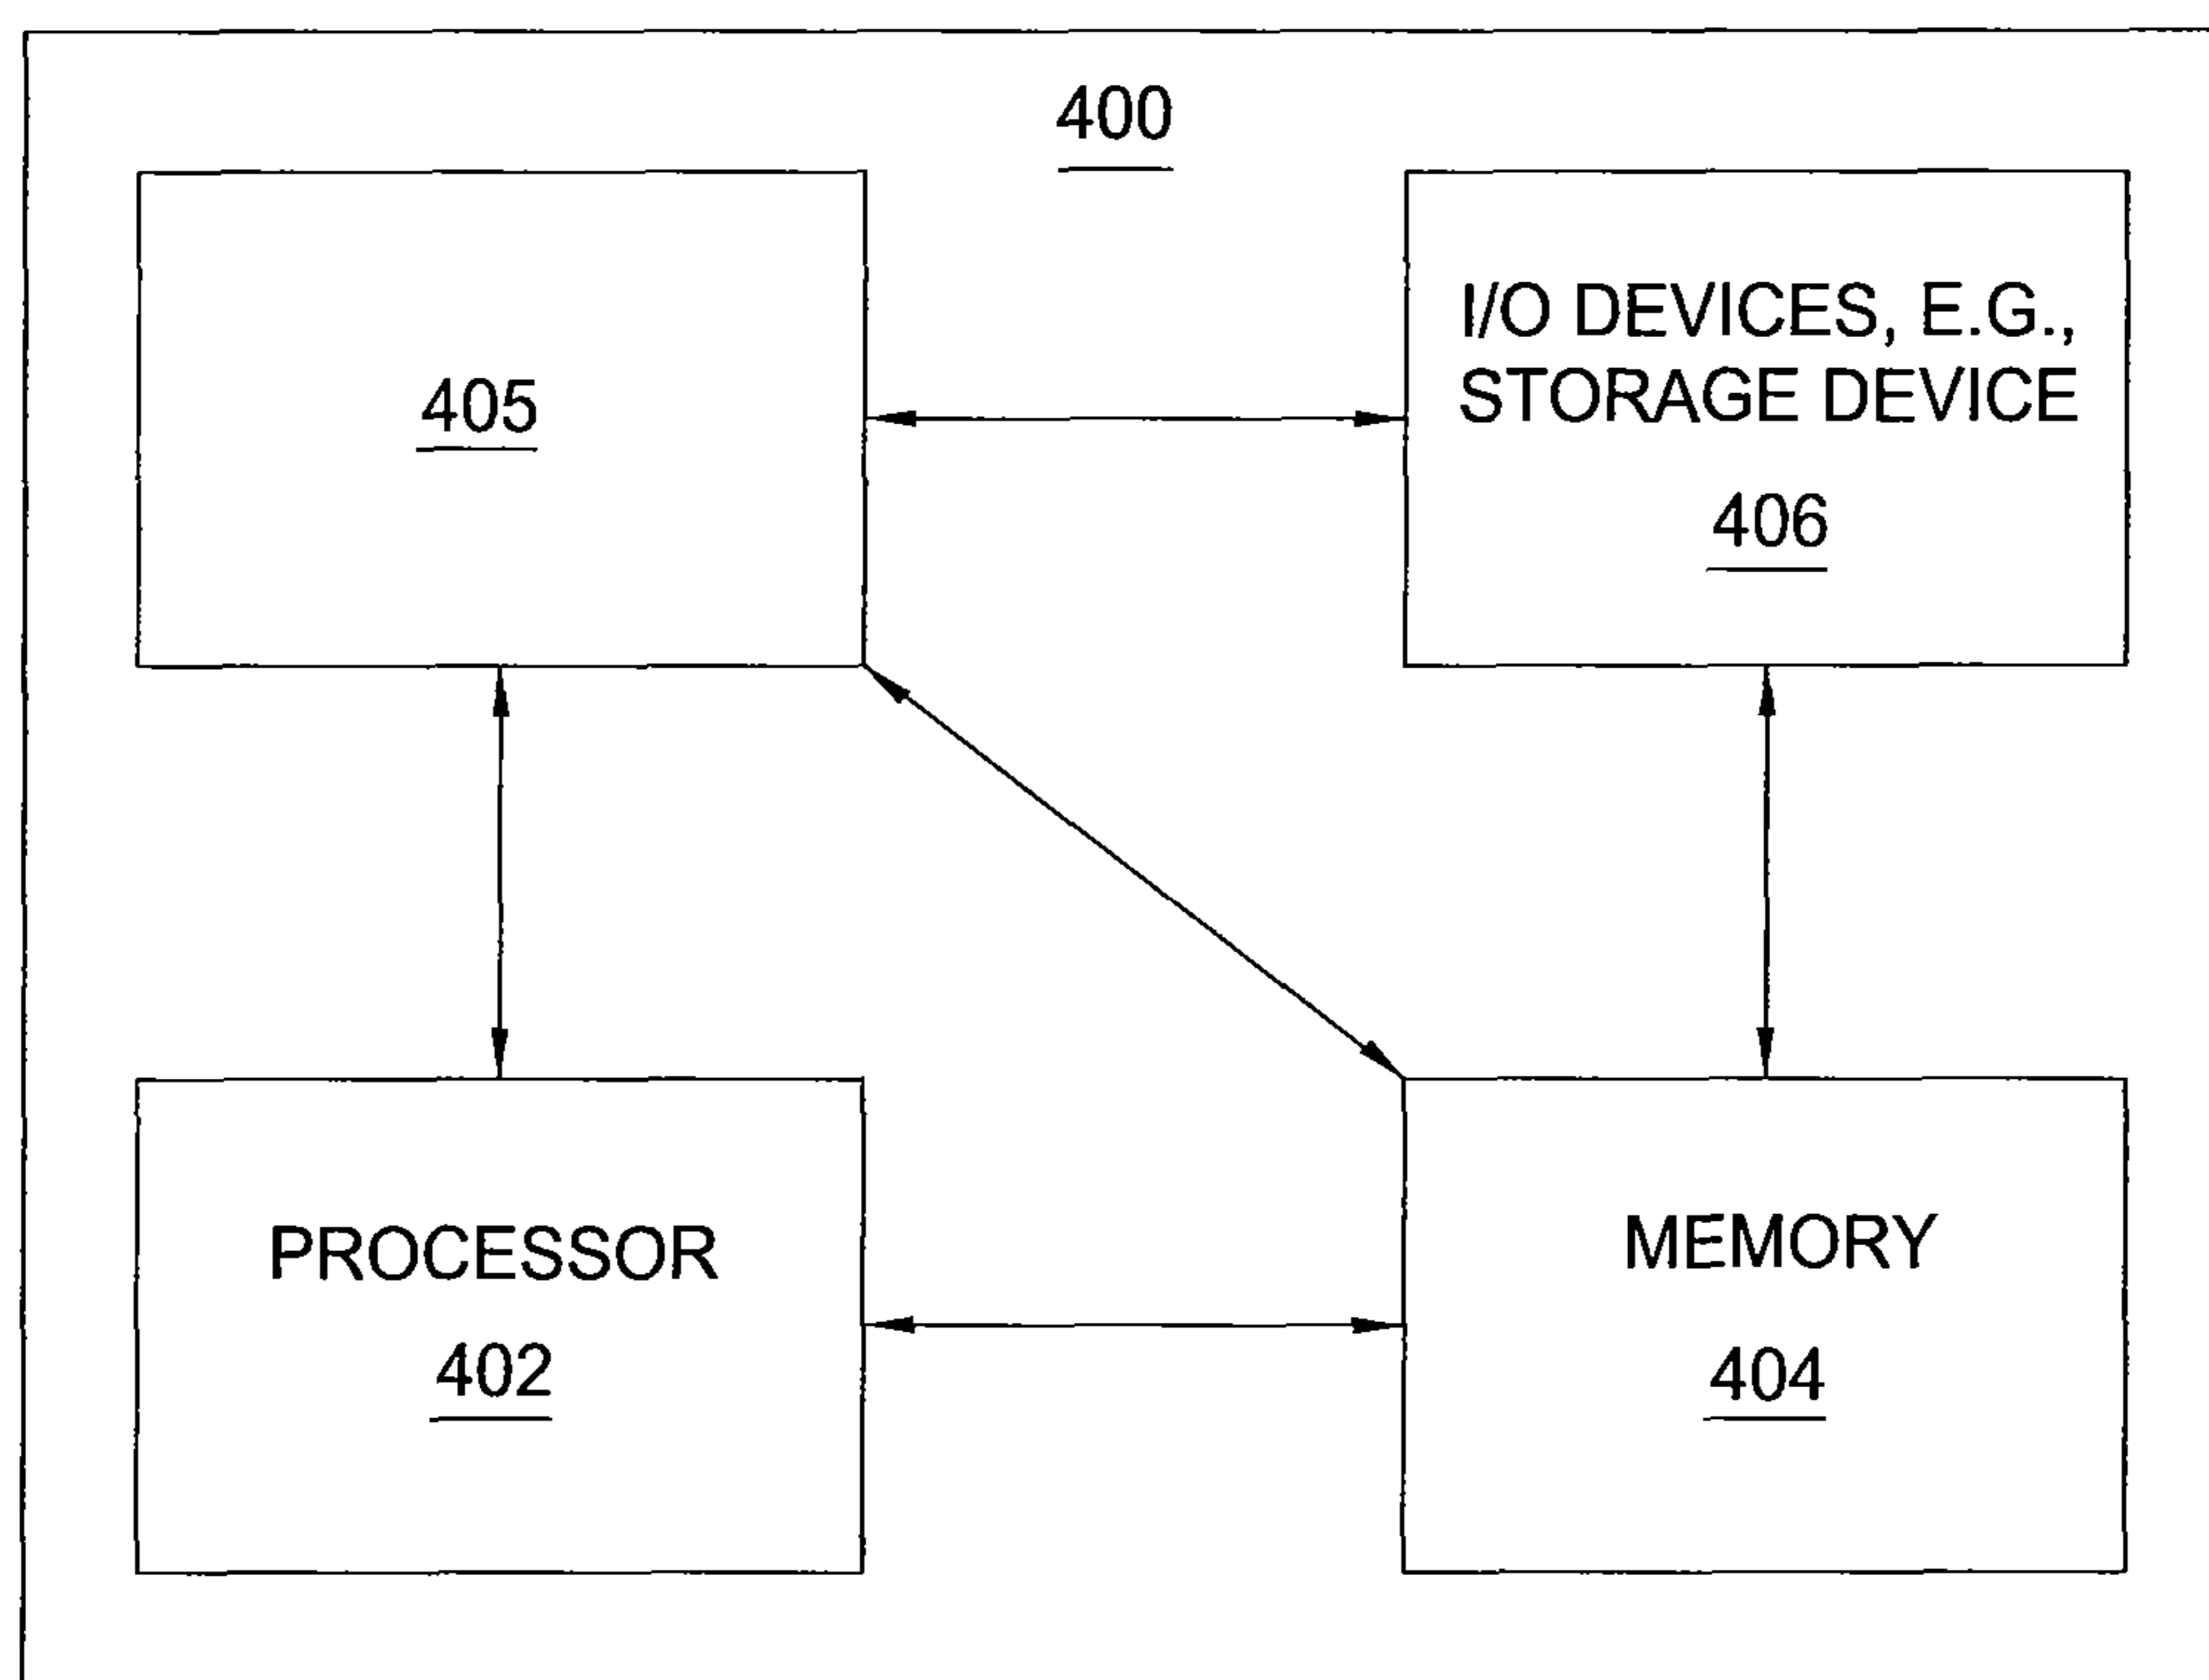 400
405
I/O DEVICES, E.G.,
STORAGE DEVICE
406
PROCESSOR
402
MEMORY
404